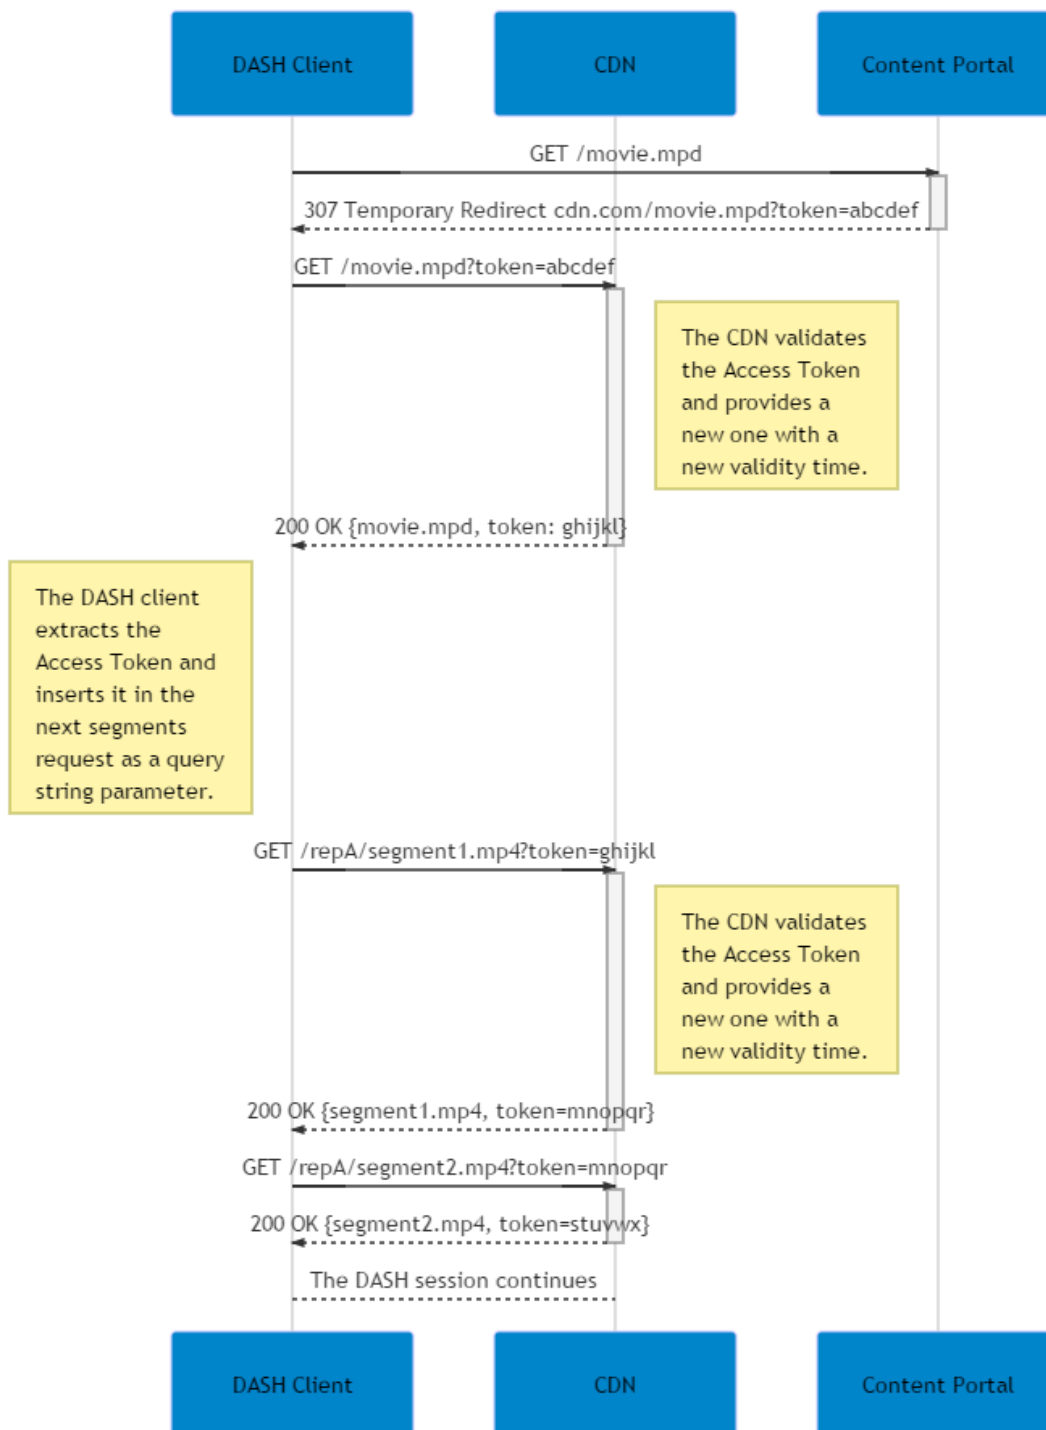 DASH Client
CDN
Content Portal
GET /movie.mpd
307 Temporary Redirect cdn.com/movie.mpd?token=abcdef
GET /movie.mpd?token=abcdef
The CDN validates
the Access Token
and provides a
new one with a
new validity time.
200 OK {movie.mpd, token: ghijkl}
The DASH client
extracts the
Access Token and
inserts it in the
next segments
request as a query
string parameter.
GET /repA/segment1.mp4?token=ghijkl
The CDN validates
the Access Token
and provides a
new one with a
new validity time.
200 OK {segment1.mp4, token=mnopqr}
GET /repA/segment2.mp4?token=mnopqr
200 OK {segment2.mp4, token=stuvwx}
The DASH session continues
DASH Client
CDN
Content Portal